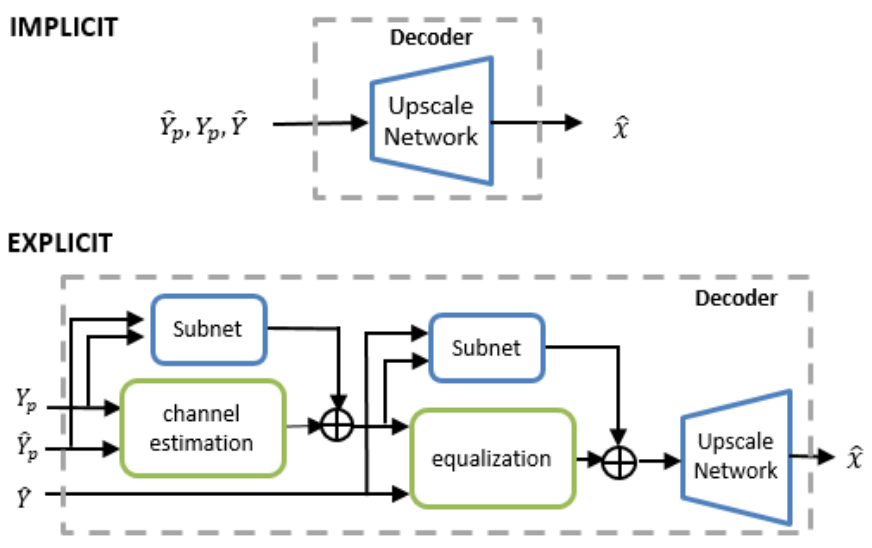 IMPLICIT
Decoder
Upscale
Network
Ŷₚ, Yₚ, Ŷ
x̂
EXPLICIT
Decoder
Subnet
Subnet
Yₚ
channel
estimation
Ŷₚ
equalization
Upscale
Network
x̂
Ŷ